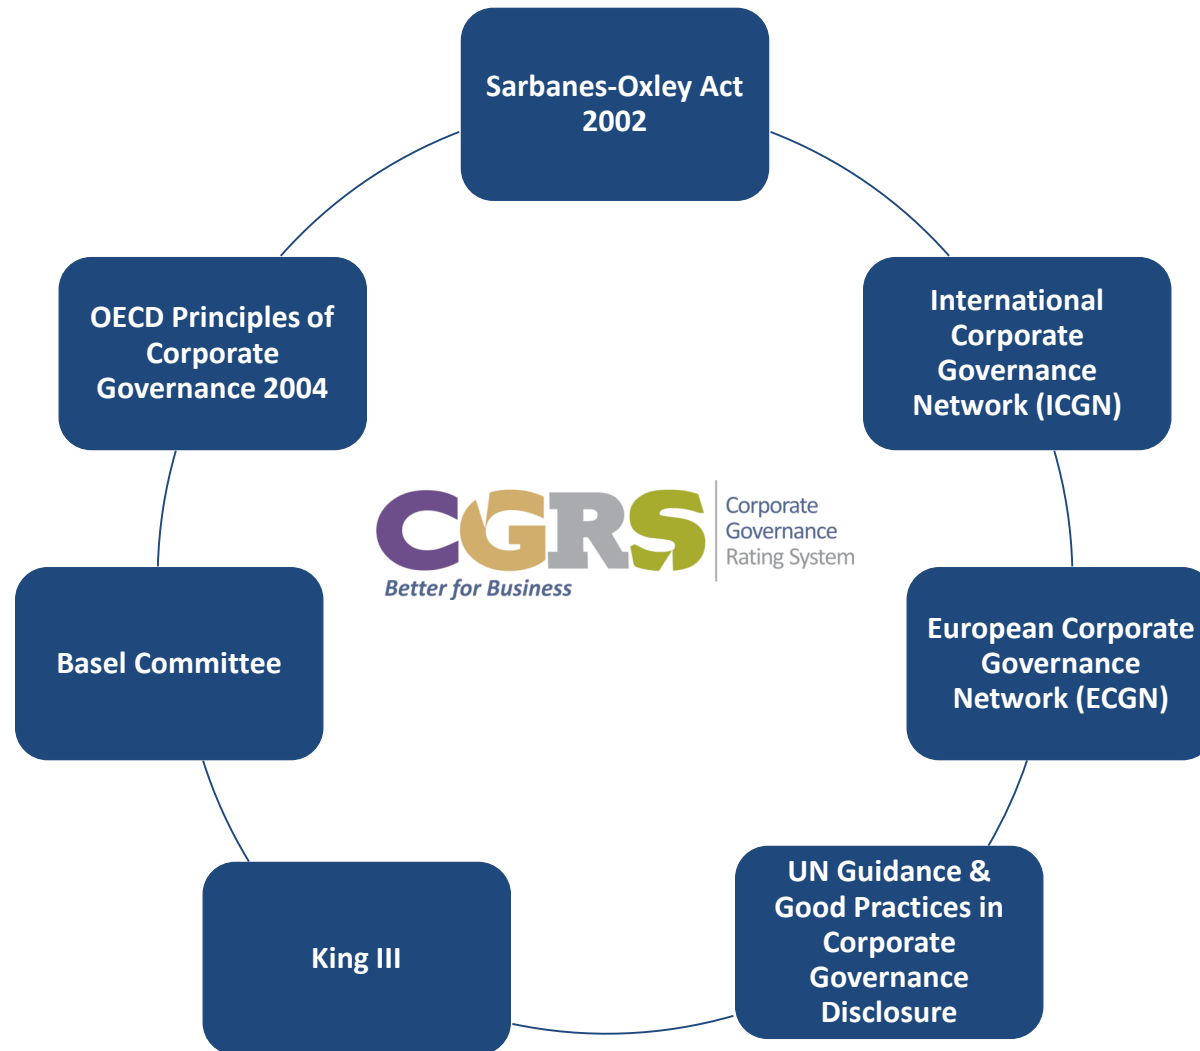 Sarbanes-Oxley Act
2002
International
Corporate
Governance
Network (ICGN)
European Corporate
Governance
Network (ECGN)
UN Guidance &
Good Practices in
Corporate
Governance
Disclosure
King III
Basel Committee
OECD Principles of
Corporate
Governance 2004
CGRS
Corporate
Governance
Rating System
Better for Business